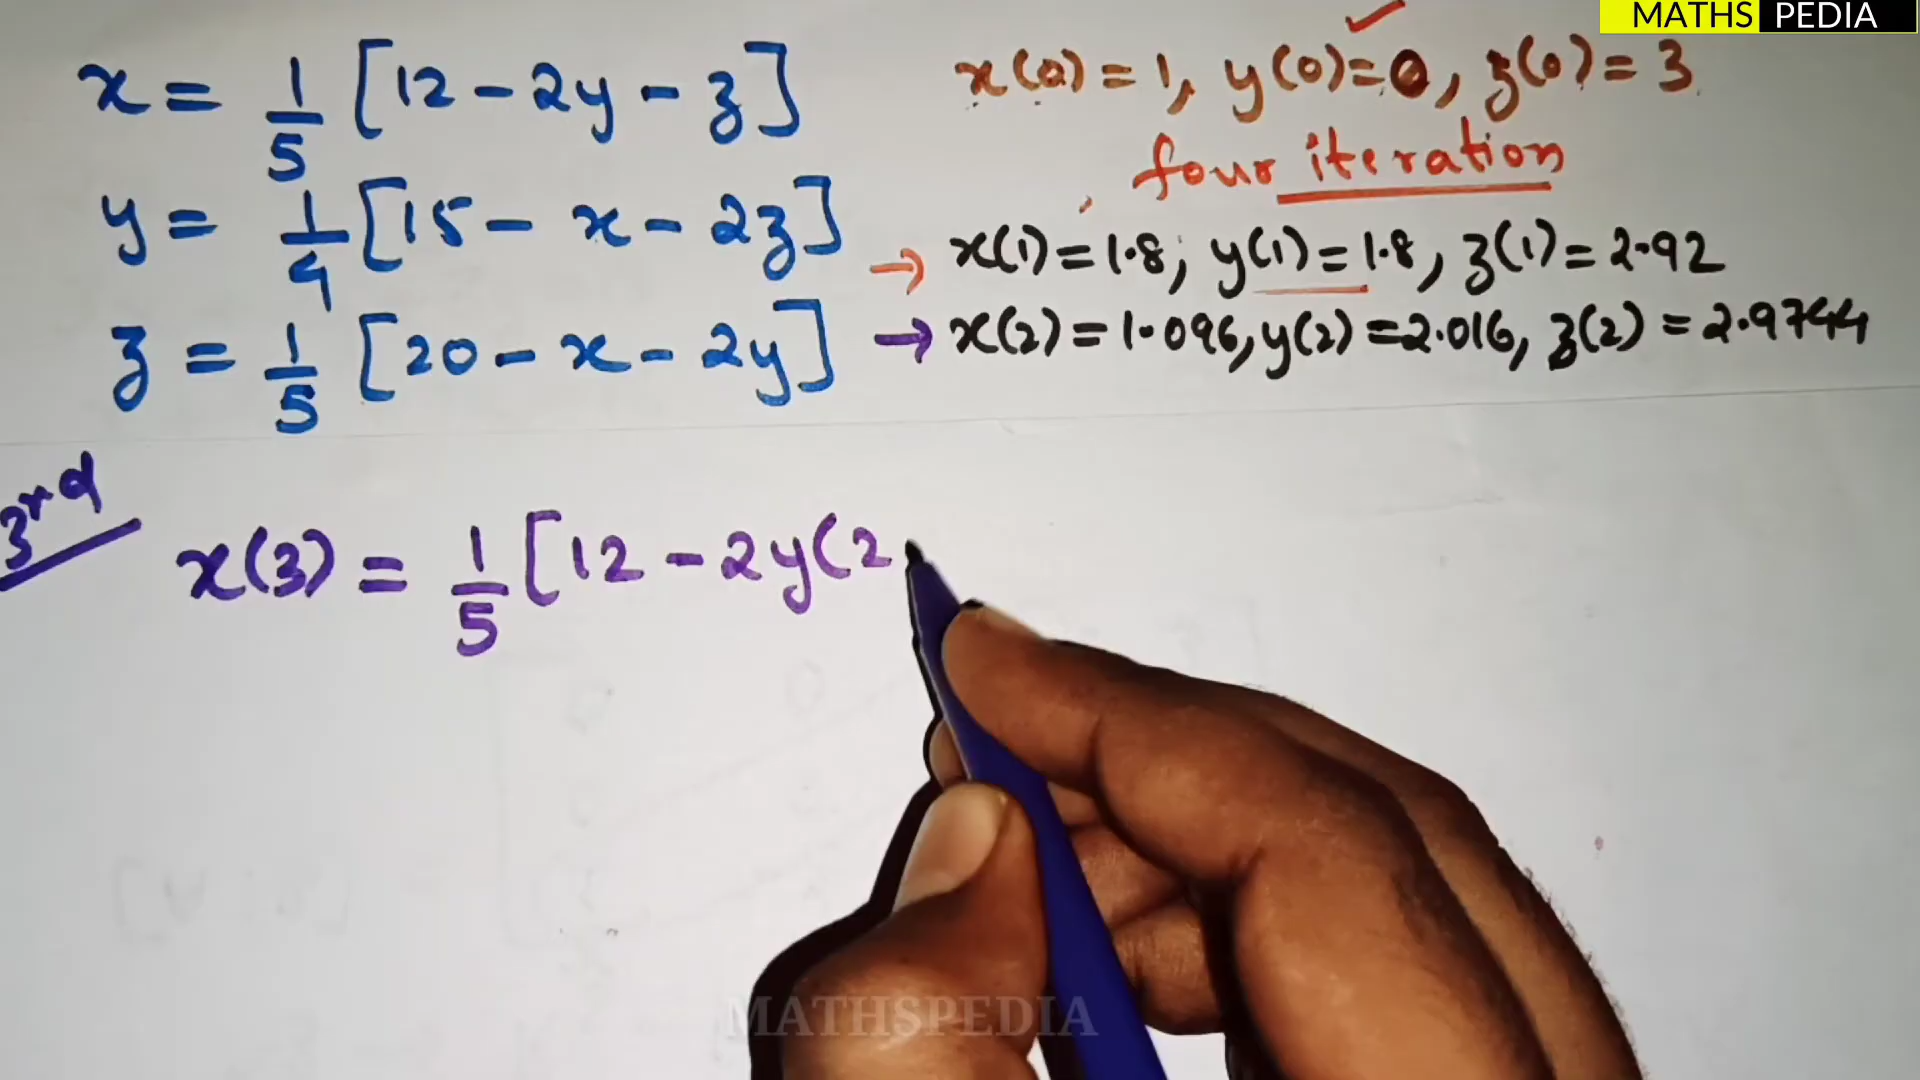 MATHS PEDIA
x = 1/5 [12 - 2y - z]
x(0) = 1, y(0) = 0, z(0) = 3
four iteration
y = 1/4 [15 - x - 2z]
→ x(1) = 1.8, y(1) = 1.8, z(1) = 2.92
z = 1/5 [20 - x - 2y]
→ x(2) = 1.096, y(2) = 2.016, z(2) = 2.9744
3rd x(3) = 1/5 [12 - 2y(2
MATHSPEDIA